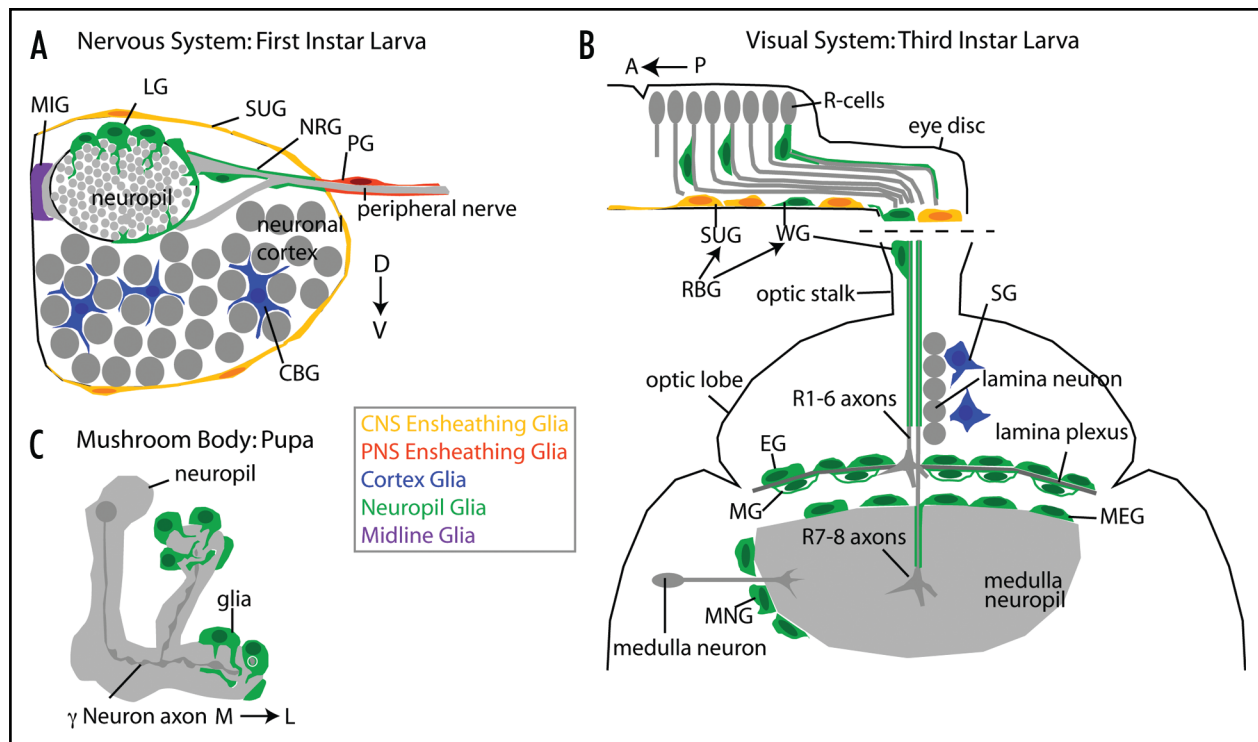 A
Nervous System: First Instar Larva
MIG
LG
SUG
NRG
PG
neuropil
peripheral nerve
neuronal
cortex
D
V
CBG
B
Visual System: Third Instar Larva
A
P
R-cells
eye disc
SUG
WG
RBG
optic stalk
SG
optic lobe
lamina neuron
R1-6 axons
lamina plexus
EG
MG
MEG
R7-8 axons
medulla
neuropil
MNG
medulla neuron
CNS Ensheathing Glia
PNS Ensheathing Glia
Cortex Glia
Neuropil Glia
Midline Glia
C
Mushroom Body: Pupa
neuropil
glia
γ Neuron axon
M
L